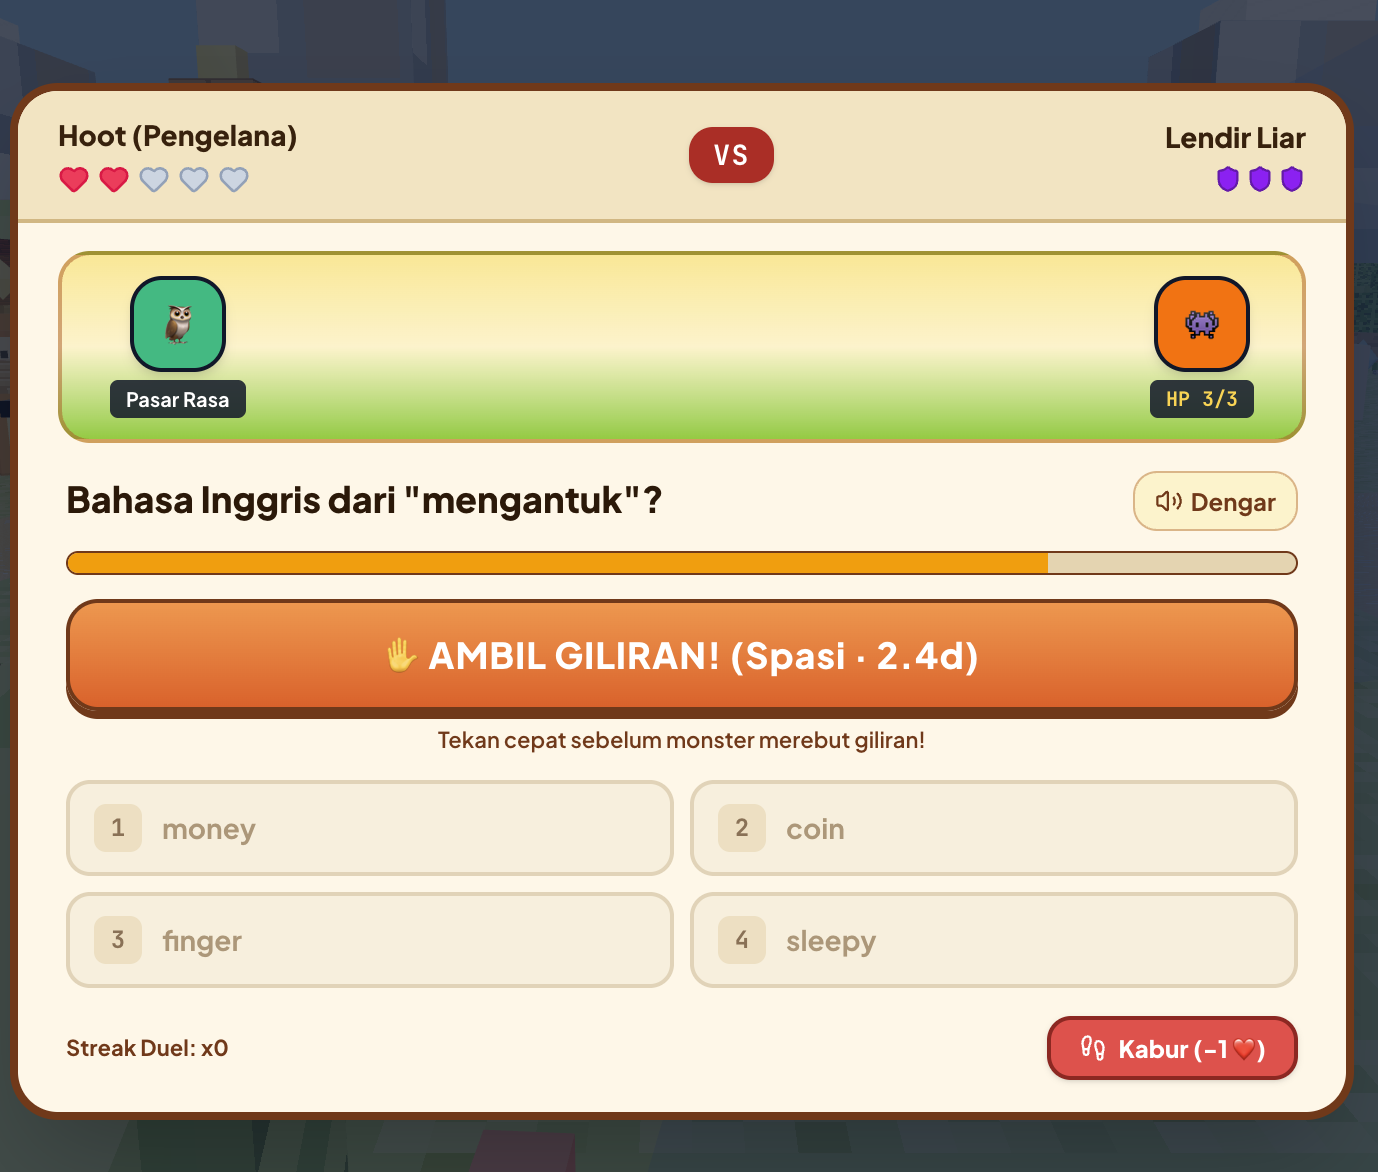 Hoot (Pengelana)
VS
Lendir Liar
Pasar Rasa
HP 3/3
Bahasa Inggris dari "mengantuk"?
Dengar
AMBIL GILIRAN! (Spasi · 2.4d)
Tekan cepat sebelum monster merebut giliran!
1 money
2 coin
3 finger
4 sleepy
Streak Duel: x0
Kabur (-1 ❤️)